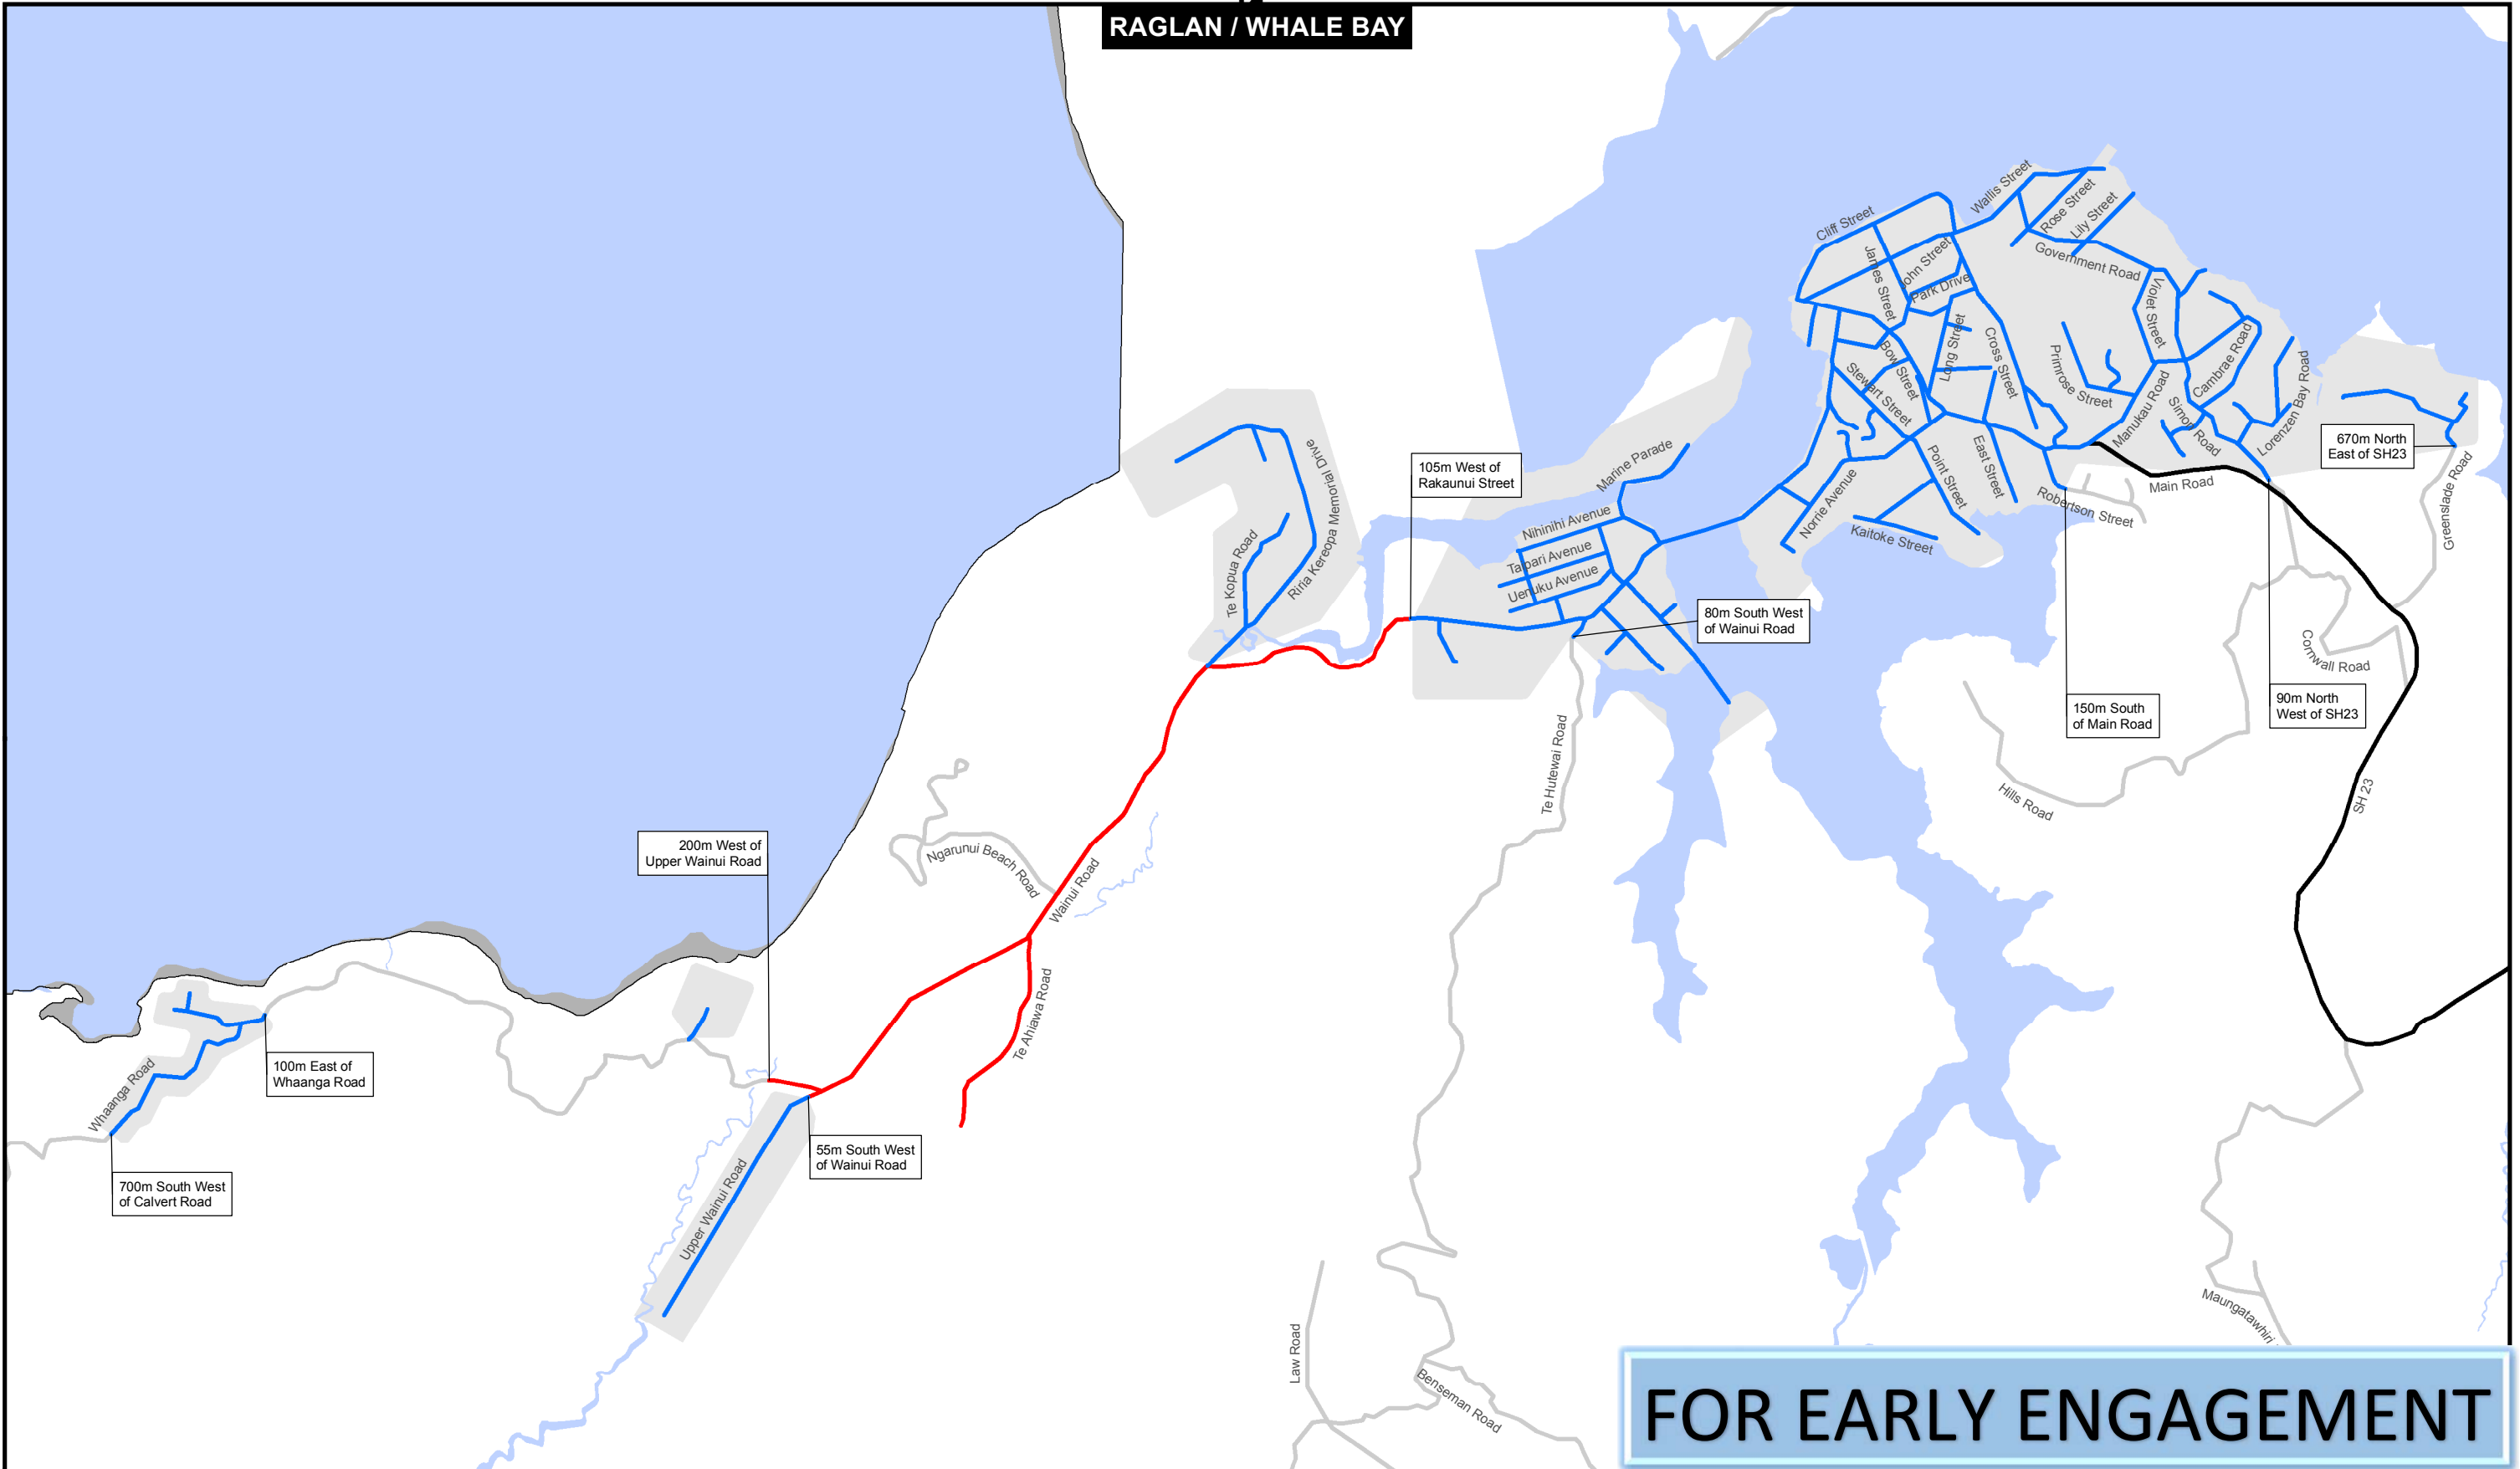 RAGLAN / WHALE BAY
Wallis Street
Rose Street
Lily Street
Cliff Street
James Street
John Street
Park Drive
Government Road
Violet Street
Long Street
Cross Street
Bow Street
Stewart Street
Primrose Street
Cambrae Road
Manukau Road
Simon Road
Lorenzen Bay Road
670m North
East of SH23
Greenslade Road
Main Road
Robertson Street
East Street
Point Street
Norrie Avenue
Kaitoke Street
Marine Parade
105m West of
Rakaunui Street
Nihinihi Avenue
Taipari Avenue
Uenuku Avenue
Riria Kereopa Memorial Drive
Te Kopua Road
80m South West
of Wainui Road
150m South
of Main Road
90m North
West of SH23
Cornwall Road
Hills Road
SH 23
Te Hutewai Road
200m West of
Upper Wainui Road
Ngarunui Beach Road
Wainui Road
Te Ahiawa Road
100m East of
Whaanga Road
Whaanga Road
700m South West
of Calvert Road
55m South West
of Wainui Road
Upper Wainui Road
Law Road
Benseman Road
Maungatawhiri
FOR EARLY ENGAGEMENT